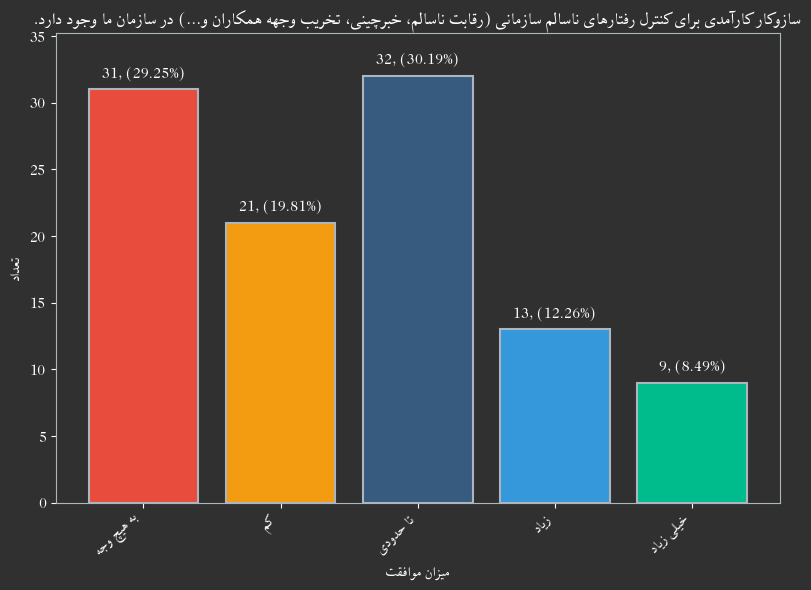 سازوکار کارآمدی برای کنترل رفتارهای ناسالم سازمانی (رقابت ناسالم، خبرچینی، تخریب وجهه همکاران و...) در سازمان ما وجود دارد.
35
30
25
20
15
10
5
0
تعداد
31, (29.25%)
21, (19.81%)
32, (30.19%)
13, (12.26%)
9, (8.49%)
به هیچ وجه
کم
تا حدودی
زیاد
خیلی زیاد
میزان موافقت